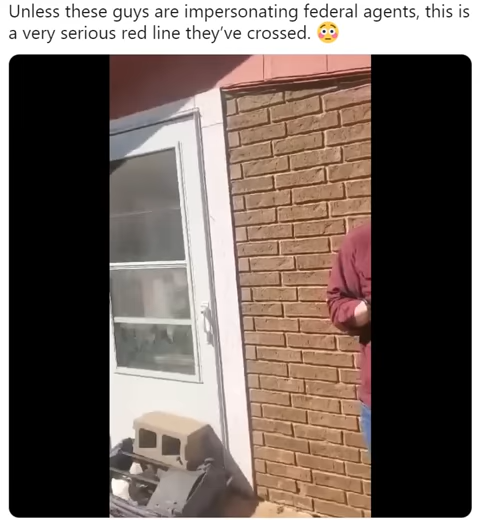 Unless these guys are impersonating federal agents, this is
a very serious red line they’ve crossed. 😳